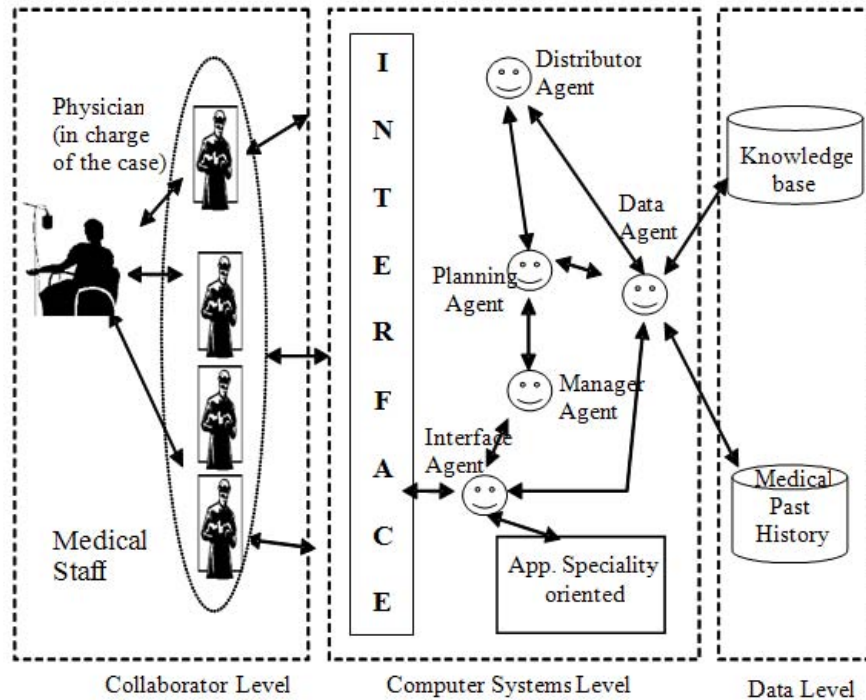 Physician
(in charge
of the case)
Medical
Staff
I
N
T
E
R
F
A
C
E
Distributor
Agent
Data
Agent
Planning
Agent
Manager
Agent
Interface
Agent
App. Speciality
oriented
Knowledge
base
Medical
Past
History
Collaborator Level
Computer Systems Level
Data Level